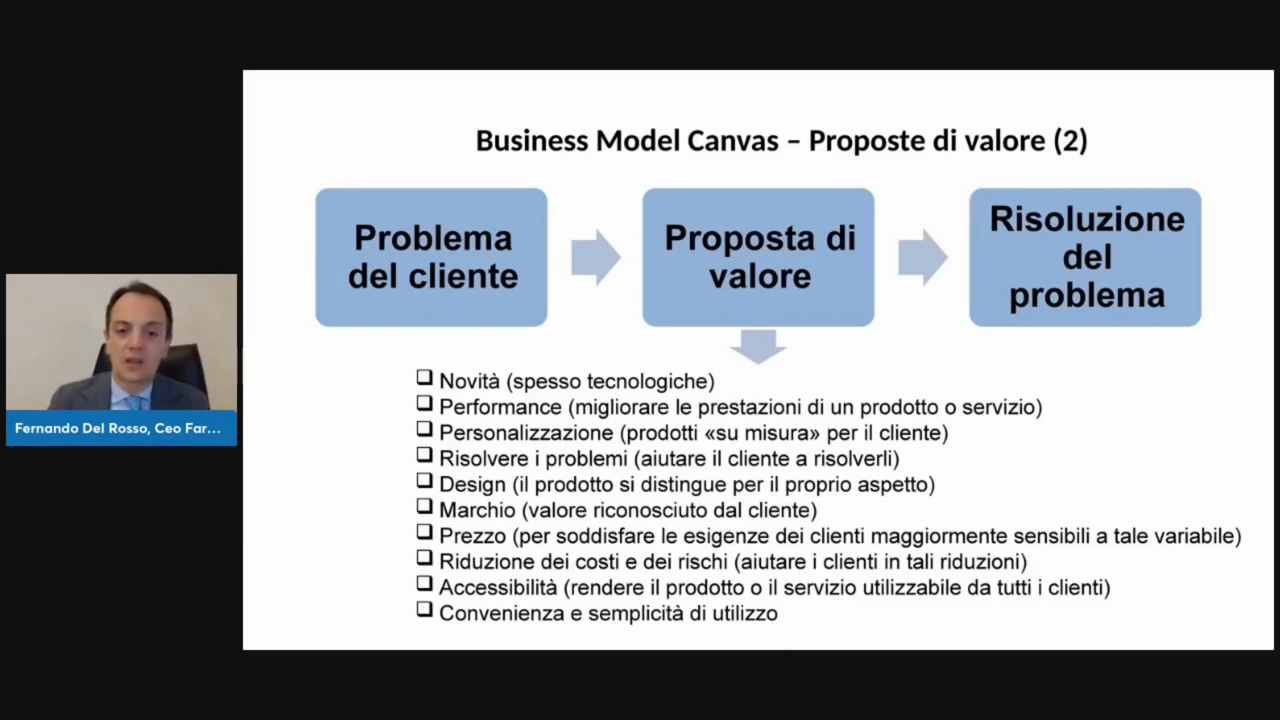 Business Model Canvas – Proposte di valore (2)
Problema
del cliente
Proposta di
valore
Risoluzione
del
problema
Novità (spesso tecnologiche)
Performance (migliorare le prestazioni di un prodotto o servizio)
Personalizzazione (prodotti «su misura» per il cliente)
Risolvere i problemi (aiutare il cliente a risolverli)
Design (il prodotto si distingue per il proprio aspetto)
Marchio (valore riconosciuto dal cliente)
Prezzo (per soddisfare le esigenze dei clienti maggiormente sensibili a tale variabile)
Riduzione dei costi e dei rischi (aiutare i clienti in tali riduzioni)
Accessibilità (rendere il prodotto o il servizio utilizzabile da tutti i clienti)
Convenienza e semplicità di utilizzo
Fernando Del Rosso, Ceo Far...